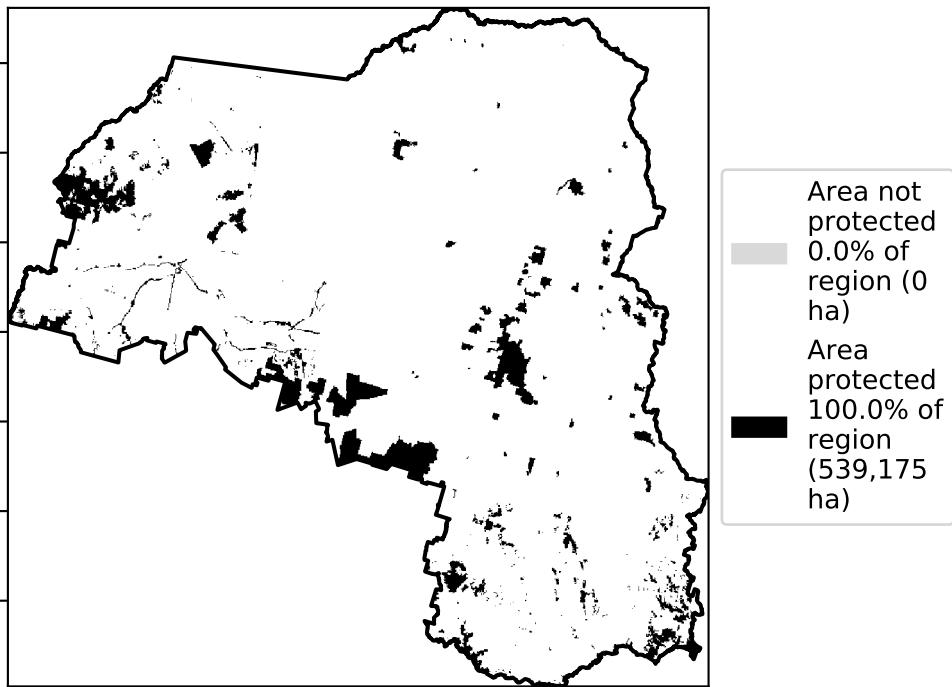 Area not
protected
0.0% of
region (0
ha)
Area
protected
100.0% of
region
(539,175
ha)